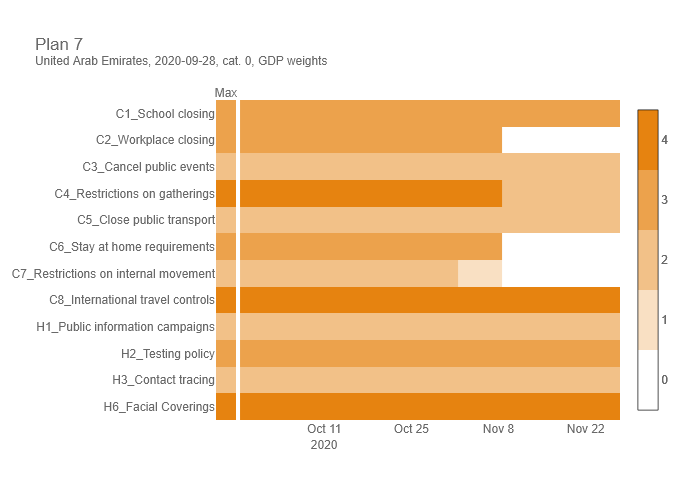 Plan 7
United Arab Emirates, 2020-09-28, cat. 0, GDP weights
Max
C1_School closing
C2_Workplace closing
C3_Cancel public events
C4_Restrictions on gatherings
C5_Close public transport
C6_Stay at home requirements
C7_Restrictions on internal movement
C8_International travel controls
H1_Public information campaigns
H2_Testing policy
H3_Contact tracing
H6_Facial Coverings
Oct 11 Oct 25 Nov 8 Nov 22
2020
4
3
2
1
0